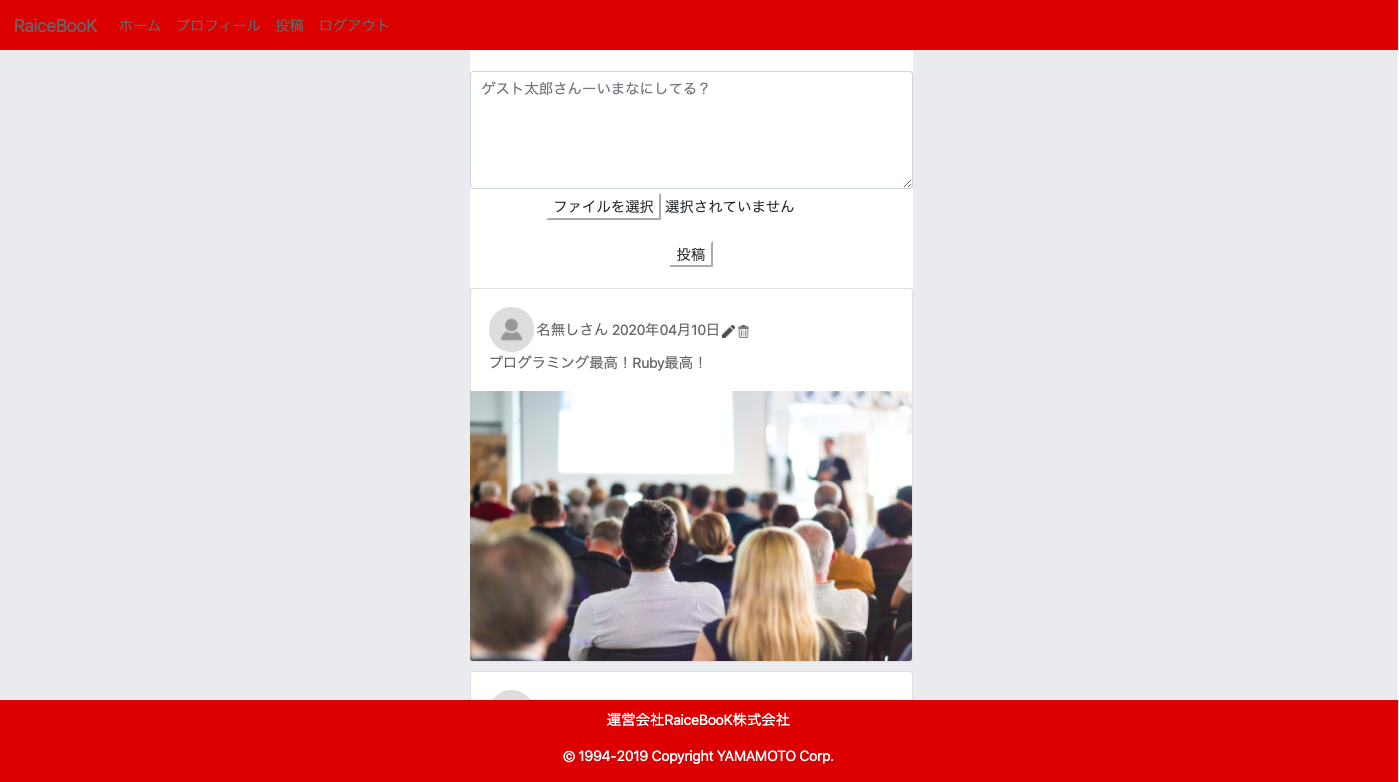 RaiceBooK ホーム プロフィール 投稿 ログアウト
ゲスト太郎さんーいまなにしてる？
ファイルを選択 選択されていません
投稿
名無しさん 2020年04月10日
プログラミング最高！Ruby最高！
運営会社RaiceBooK株式会社
© 1994-2019 Copyright YAMAMOTO Corp.